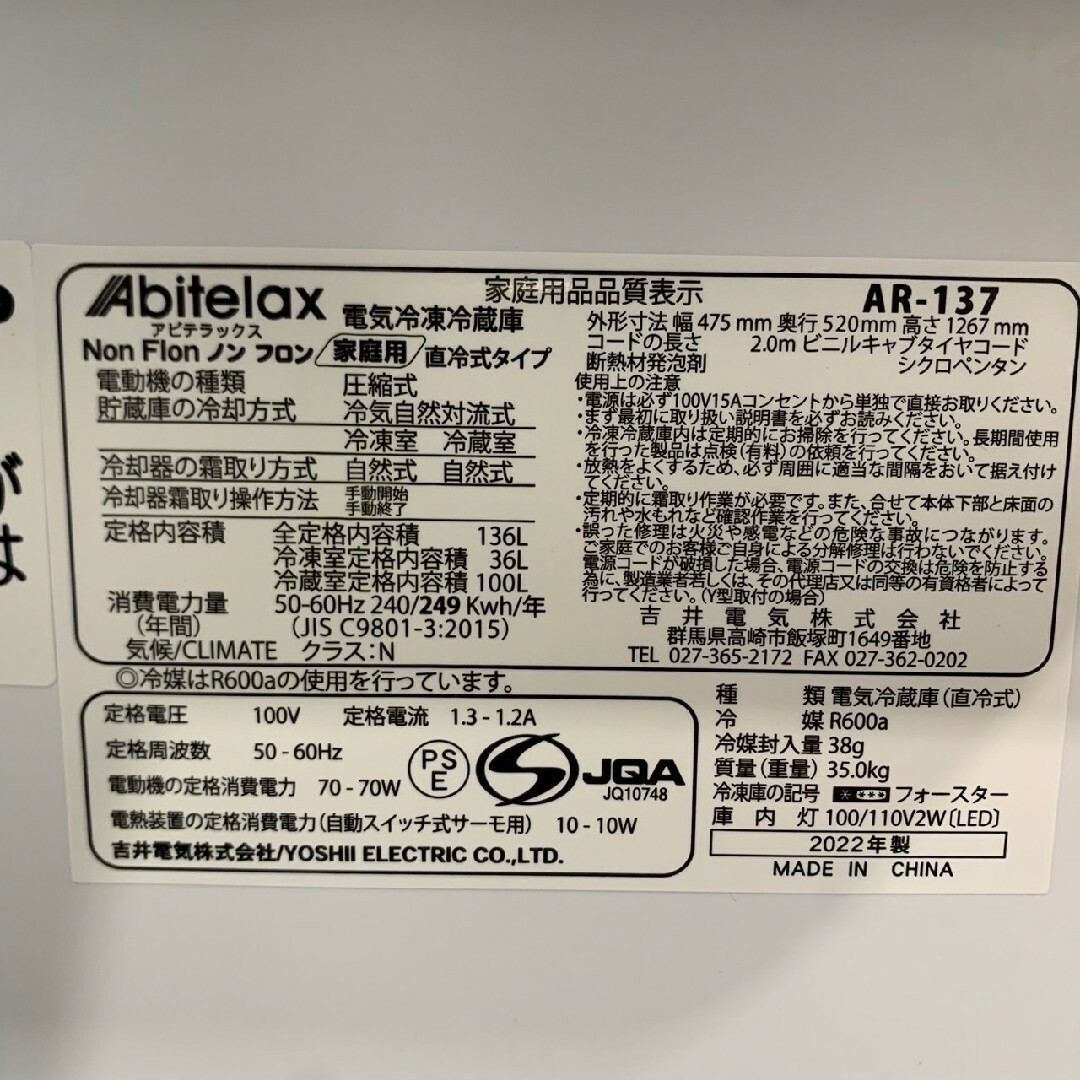 Abitelax
アビテラックス
電気冷凍冷蔵庫
Non Flon ノン フロン 家庭用 直冷式タイプ
電動機の種類 圧縮式
貯蔵庫の冷却方式 冷気自然対流式
冷凍室 冷蔵室
冷却器の霜取り方式 自然式 自然式
冷却器霜取り操作方法 手動開始
手動終了
定格内容積 全定格内容積 136L
冷凍室定格内容積 36L
冷蔵室定格内容積 100L
消費電力量 50-60Hz 240/249 Kwh/年
(年間) (JIS C9801-3:2015)
気候/CLIMATE クラス:N
家庭用品品質表示 AR-137
外形寸法 幅 475 mm 奥行 520mm 高さ 1267 mm
コードの長さ 2.0m ビニルキャブタイヤコード
断熱材発泡剤 シクロペンタン
使用上の注意
・電源は必ず100V15Aコンセントから単独で直接お取りください。
・まず最初に取り扱い説明書を必ずお読みください。
・冷凍冷蔵庫内は定期的にお掃除を行ってください。長期間使用
を行った製品は点検(有料)の依頼を行ってください。
・放熱をよくするため、必ず周囲に適当な間隔をおいて据え付け
てください。
・定期的に霜取り作業が必要です。また、合せて本体下部と床面の
汚れや水もれなど確認作業を行ってください。
・誤った修理は火災や感電などの危険な事故につながります。
ご家庭でのお客様ご自身による分解修理は行わないでください。
電源コードが破損した場合、電源コードの交換は危険を防止する
為に、製造業者若しくは、その代理店又は同等の有資格者によって
行ってください。(Y型取付の場合)
吉井電気株式会社
群馬県高崎市飯塚町1649番地
TEL 027-365-2172 FAX 027-362-0202
◎冷媒はR600aの使用を行っています。
定格電圧 100V 定格電流 1.3 - 1.2A
定格周波数 50 - 60Hz
PS
E
JQA
JQ10748
電動機の定格消費電力 70 - 70W
電熱装置の定格消費電力(自動スイッチ式サーモ用) 10 - 10W
吉井電気株式会社/YOSHII ELECTRIC CO.,LTD.
種類 電気冷蔵庫(直冷式)
冷媒 R600a
冷媒封入量 38g
質量(重量) 35.0kg
冷凍庫の記号 フォースター
庫内灯 100/110V2W〔LED〕
2022年製
MADE IN CHINA
が
は